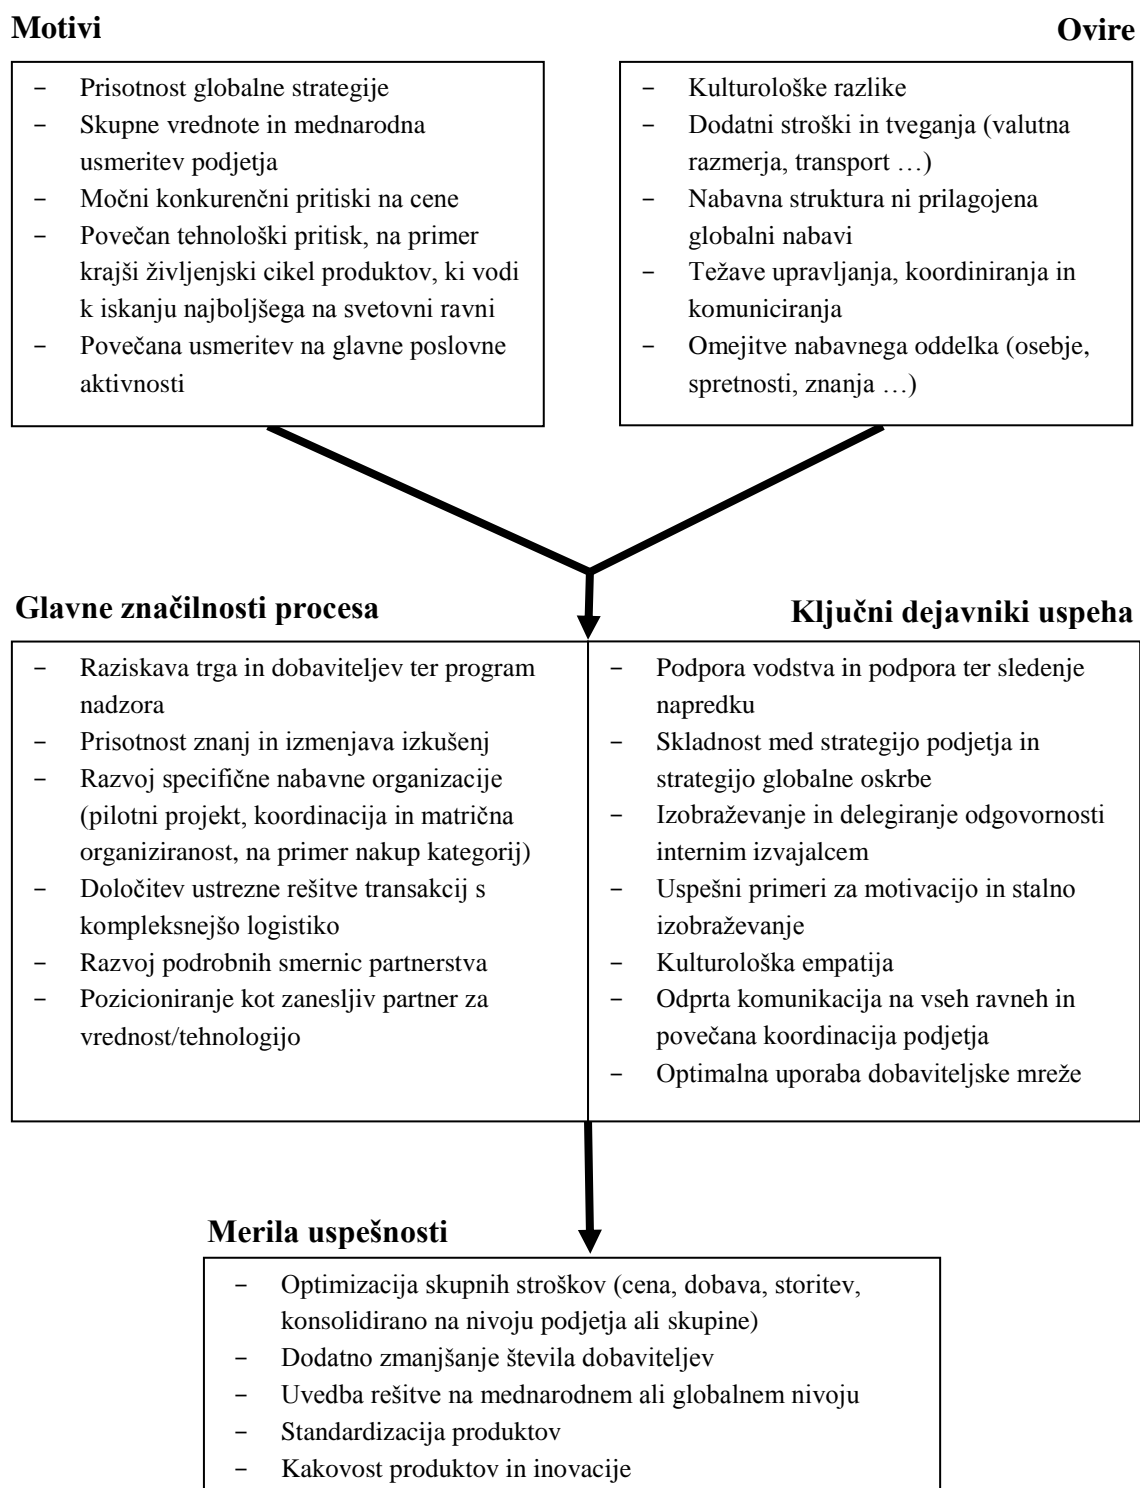 Motivi
– Prisotnost globalne strategije
– Skupne vrednote in mednarodna
usmeritev podjetja
– Močni konkurenčni pritiski na cene
– Povečan tehnološki pritisk, na primer
krajši življenjski cikel produktov, ki vodi
k iskanju najboljšega na svetovni ravni
– Povečana usmeritev na glavne poslovne
aktivnosti
Ovire
– Kulturološke razlike
– Dodatni stroški in tveganja (valutna
razmerja, transport …)
– Nabavna struktura ni prilagojena
globalni nabavi
– Težave upravljanja, koordiniranja in
komuniciranja
– Omejitve nabavnega oddelka (osebje,
spretnosti, znanja …)
Glavne značilnosti procesa
– Raziskava trga in dobaviteljev ter program
nadzora
– Prisotnost znanj in izmenjava izkušenj
– Razvoj specifične nabavne organizacije
(pilotni projekt, koordinacija in matrična
organiziranost, na primer nakup kategorij)
– Določitev ustrezne rešitve transakcij s
kompleksnejšo logistiko
– Razvoj podrobnih smernic partnerstva
– Pozicioniranje kot zanesljiv partner za
vrednost/tehnologijo
Ključni dejavniki uspeha
– Podpora vodstva in podpora ter sledenje
napredku
– Skladnost med strategijo podjetja in
strategijo globalne oskrbe
– Izobraževanje in delegiranje odgovornosti
internim izvajalcem
– Uspešni primeri za motivacijo in stalno
izobraževanje
– Kulturološka empatija
– Odprta komunikacija na vseh ravneh in
povečana koordinacija podjetja
– Optimalna uporaba dobaviteljske mreže
Merila uspešnosti
– Optimizacija skupnih stroškov (cena, dobava, storitev,
konsolidirano na nivoju podjetja ali skupine)
– Dodatno zmanjšanje števila dobaviteljev
– Uvedba rešitve na mednarodnem ali globalnem nivoju
– Standardizacija produktov
– Kakovost produktov in inovacije